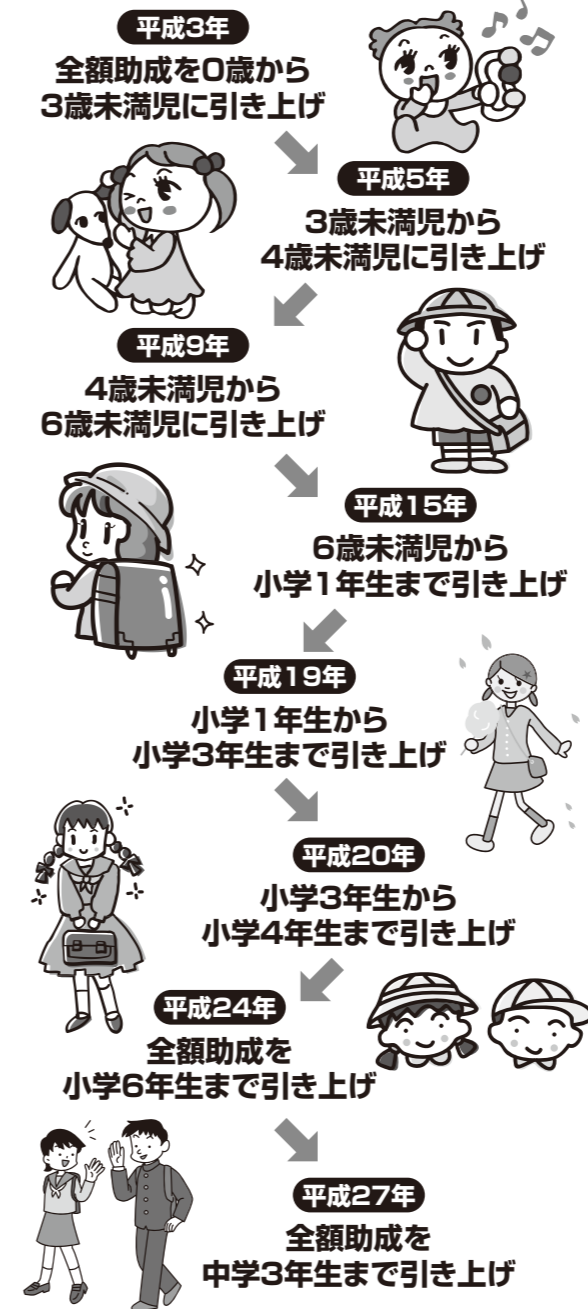 平成3年
全額助成を0歳から
3歳未満児に引き上げ
平成5年
3歳未満児から
4歳未満児に引き上げ
平成9年
4歳未満児から
6歳未満児に引き上げ
平成15年
6歳未満児から
小学1年生まで引き上げ
平成19年
小学1年生から
小学3年生まで引き上げ
平成20年
小学3年生から
小学4年生まで引き上げ
平成24年
全額助成を
小学6年生まで引き上げ
平成27年
全額助成を
中学3年生まで引き上げ